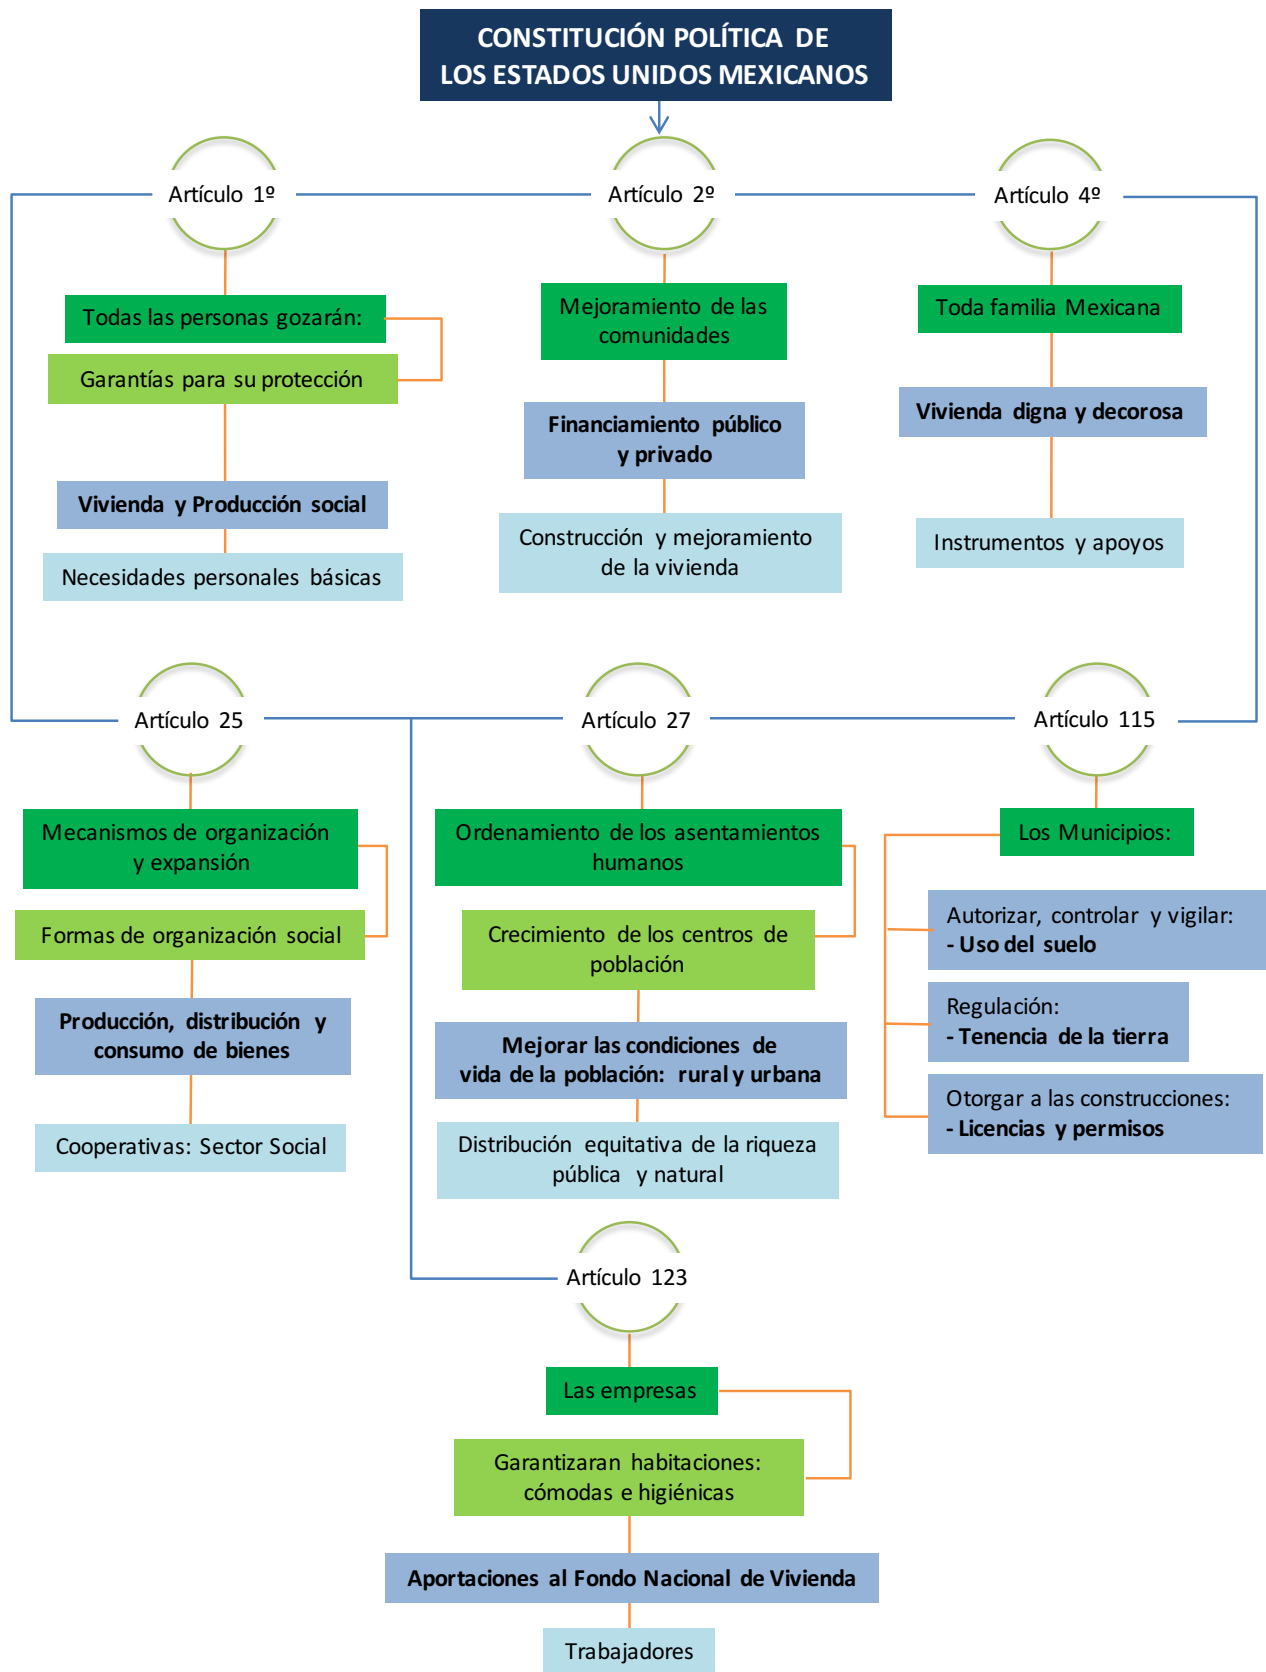 CONSTITUCIÓN POLÍTICA DE
LOS ESTADOS UNIDOS MEXICANOS
Artículo 1º
Artículo 2º
Artículo 4º
Todas las personas gozarán:
Garantías para su protección
Vivienda y Producción social
Necesidades personales básicas
Mejoramiento de las
comunidades
Financiamiento público
y privado
Construcción y mejoramiento
de la vivienda
Toda familia Mexicana
Vivienda digna y decorosa
Instrumentos y apoyos
Artículo 25
Artículo 27
Artículo 115
Mecanismos de organización
y expansión
Formas de organización social
Producción, distribución y
consumo de bienes
Cooperativas: Sector Social
Ordenamiento de los asentamientos
humanos
Crecimiento de los centros de
población
Mejorar las condiciones de
vida de la población: rural y urbana
Distribución equitativa de la riqueza
pública y natural
Los Municipios:
Autorizar, controlar y vigilar:
- Uso del suelo
Regulación:
- Tenencia de la tierra
Otorgar a las construcciones:
- Licencias y permisos
Artículo 123
Las empresas
Garantizaran habitaciones:
cómodas e higiénicas
Aportaciones al Fondo Nacional de Vivienda
Trabajadores